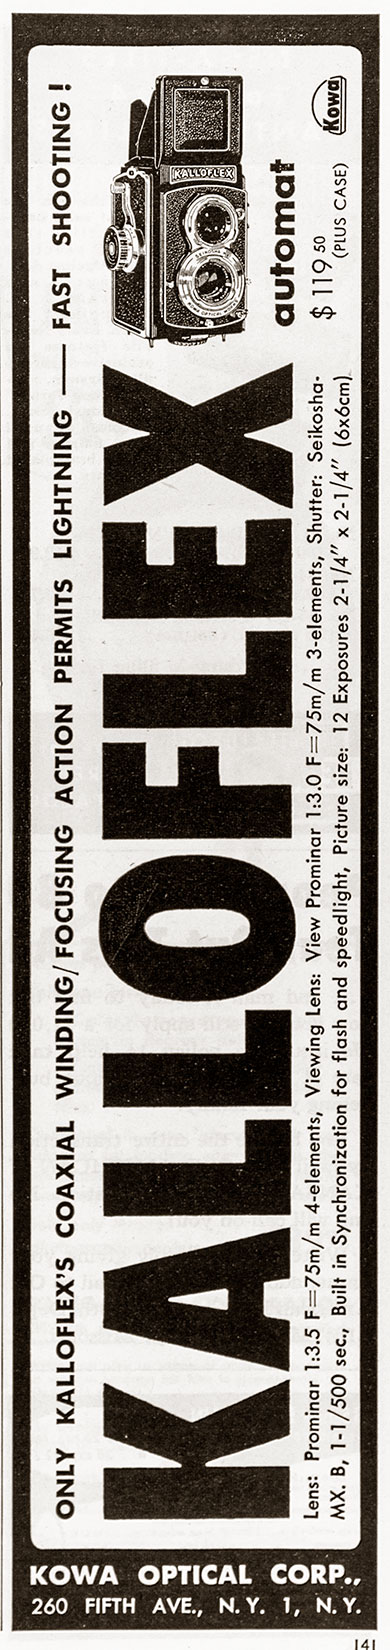 ONLY KALLOFLEX'S COAXIAL WINDING/FOCUSING ACTION PERMITS LIGHTNING — FAST SHOOTING!
KALLOFLEX
KALLOFLEX
automat
$119.50
(PLUS CASE)
Kowa
Lens: Prominar 1:3.5 F=75m/m 4-elements, Viewing Lens: View Prominar 1:3.0 F=75m/m 3-elements, Shutter: Seikosha-
MX. B, 1-1/500 sec., Built in Synchronization for flash and speedlight, Picture size: 12 Exposures 2-1/4" x 2-1/4" (6x6cm)
KOWA OPTICAL CORP.,
260 FIFTH AVE., N.Y. 1, N.Y.
141